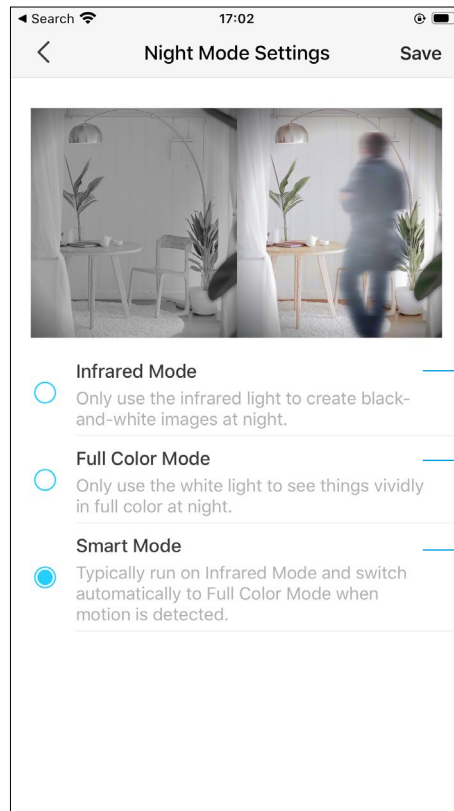 Search
17:02
Night Mode Settings
Save
Infrared Mode
Only use the infrared light to create black-
and-white images at night.
Full Color Mode
Only use the white light to see things vividly
in full color at night.
Smart Mode
Typically run on Infrared Mode and switch
automatically to Full Color Mode when
motion is detected.